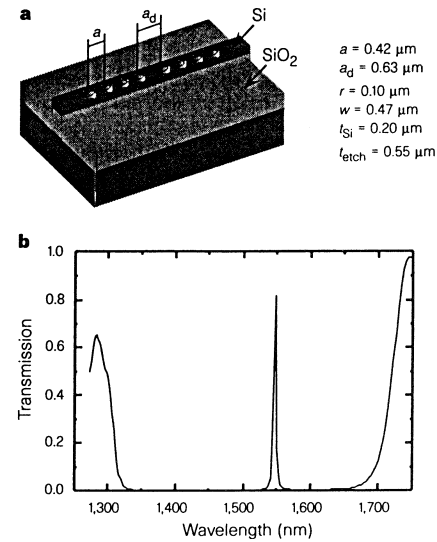 a
a
a_d
Si
SiO₂
a = 0.42 µm
a_d = 0.63 µm
r = 0.10 µm
w = 0.47 µm
t_Si = 0.20 µm
t_etch = 0.55 µm
b
1.0
0.8
0.6
0.4
0.2
0.0
Transmission
1,300 1,400 1,500 1,600 1,700
Wavelength (nm)